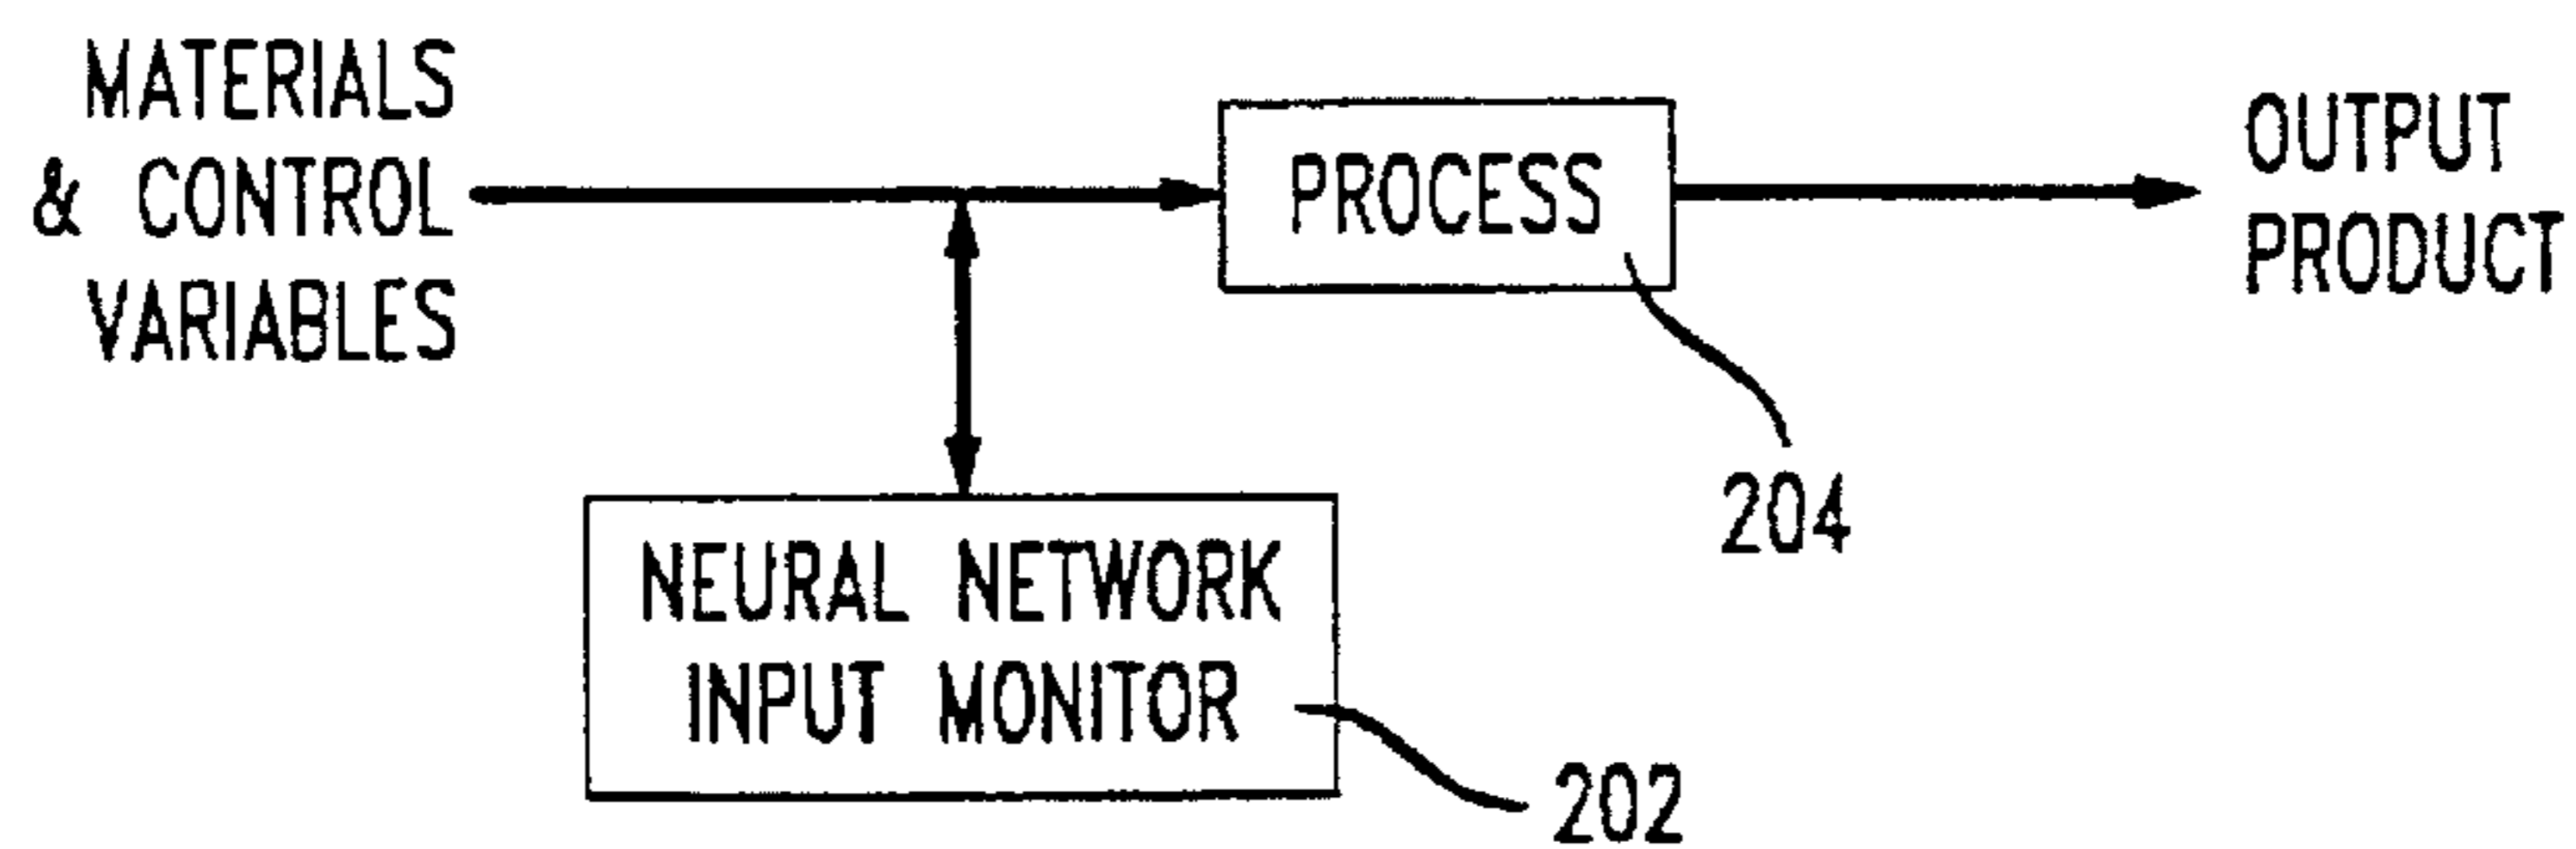 MATERIALS
& CONTROL
VARIABLES
PROCESS
OUTPUT
PRODUCT
204
NEURAL NETWORK
INPUT MONITOR
202